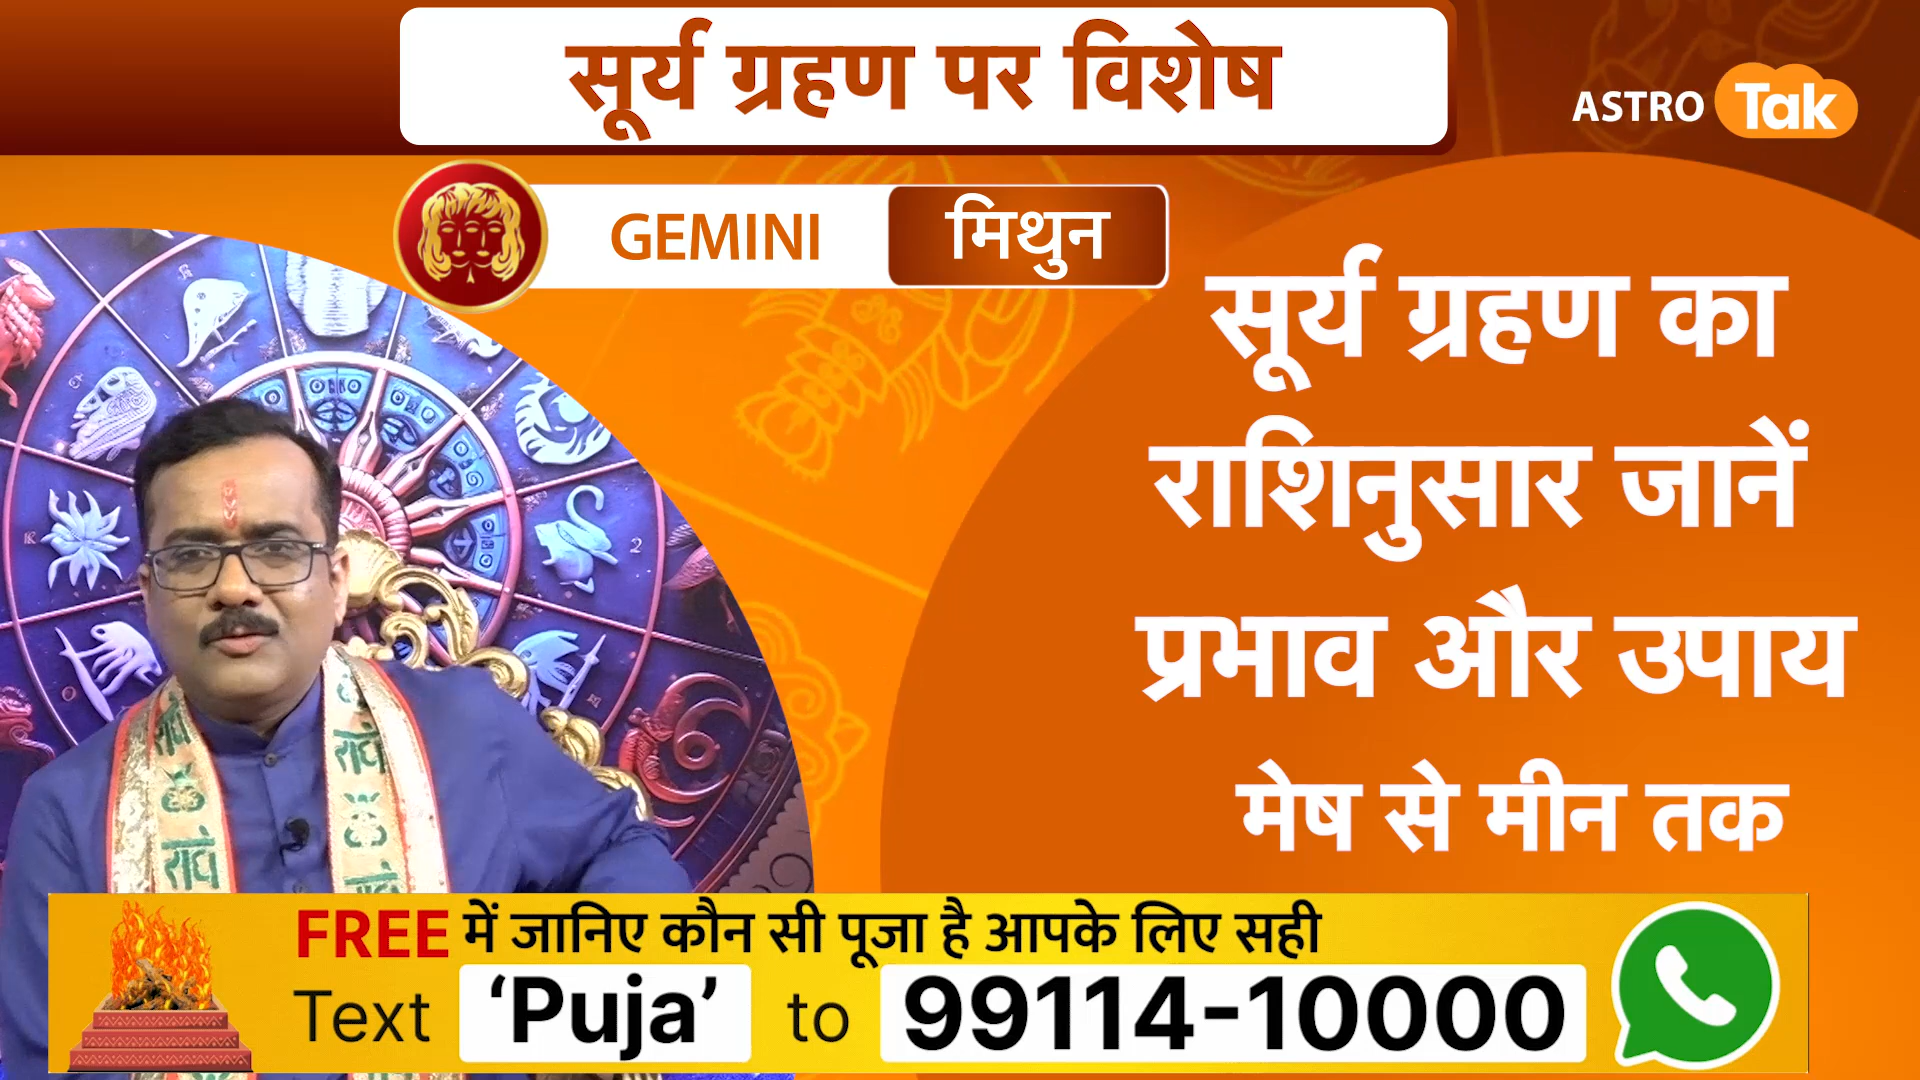 सूर्य ग्रहण पर विशेष
ASTRO Tak
GEMINI मिथुन
सूर्य ग्रहण का
राशिनुसार जानें
प्रभाव और उपाय
मेष से मीन तक
राधे
राधे
राधे
FREE में जानिए कौन सी पूजा है आपके लिए सही
Text ‘Puja’ to 99114-10000